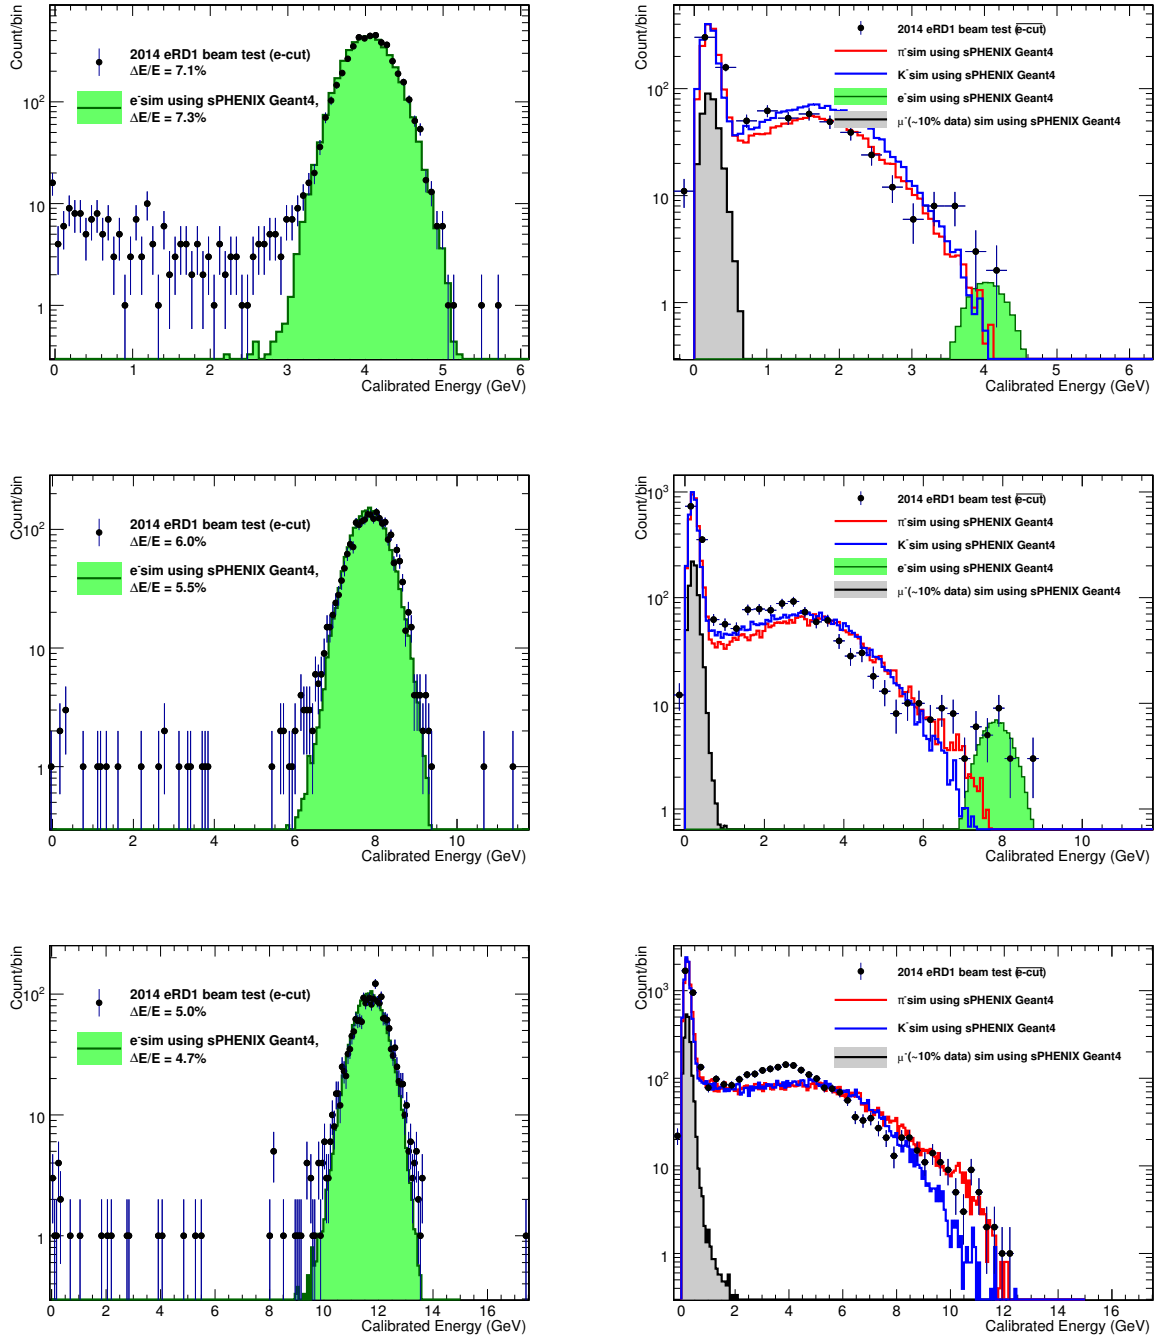 Count/bin
2014 eRD1 beam test (e-cut)
ΔE/E = 7.1%
e⁻sim using sPHENIX Geant4,
ΔE/E = 7.3%
10²
10
1
0 1 2 3 4 5 6
Calibrated Energy (GeV)
Count/bin
2014 eRD1 beam test (e-cut)
π⁻sim using sPHENIX Geant4
K⁻sim using sPHENIX Geant4
e⁻sim using sPHENIX Geant4
μ⁻(~10% data) sim using sPHENIX Geant4
10²
10
1
0 1 2 3 4 5 6
Calibrated Energy (GeV)
Count/bin
2014 eRD1 beam test (e-cut)
ΔE/E = 6.0%
e⁻sim using sPHENIX Geant4,
ΔE/E = 5.5%
10²
10
1
0 2 4 6 8 10
Calibrated Energy (GeV)
Count/bin
2014 eRD1 beam test (e-cut)
π⁻sim using sPHENIX Geant4
K⁻sim using sPHENIX Geant4
e⁻sim using sPHENIX Geant4
μ⁻(~10% data) sim using sPHENIX Geant4
10³
10²
10
1
0 2 4 6 8 10
Calibrated Energy (GeV)
Count/bin
2014 eRD1 beam test (e-cut)
ΔE/E = 5.0%
e⁻sim using sPHENIX Geant4,
ΔE/E = 4.7%
10²
10
1
0 2 4 6 8 10 12 14 16
Calibrated Energy (GeV)
Count/bin
2014 eRD1 beam test (e-cut)
π⁻sim using sPHENIX Geant4
K⁻sim using sPHENIX Geant4
μ⁻(~10% data) sim using sPHENIX Geant4
10³
10²
10
1
0 2 4 6 8 10 12 14 16
Calibrated Energy (GeV)